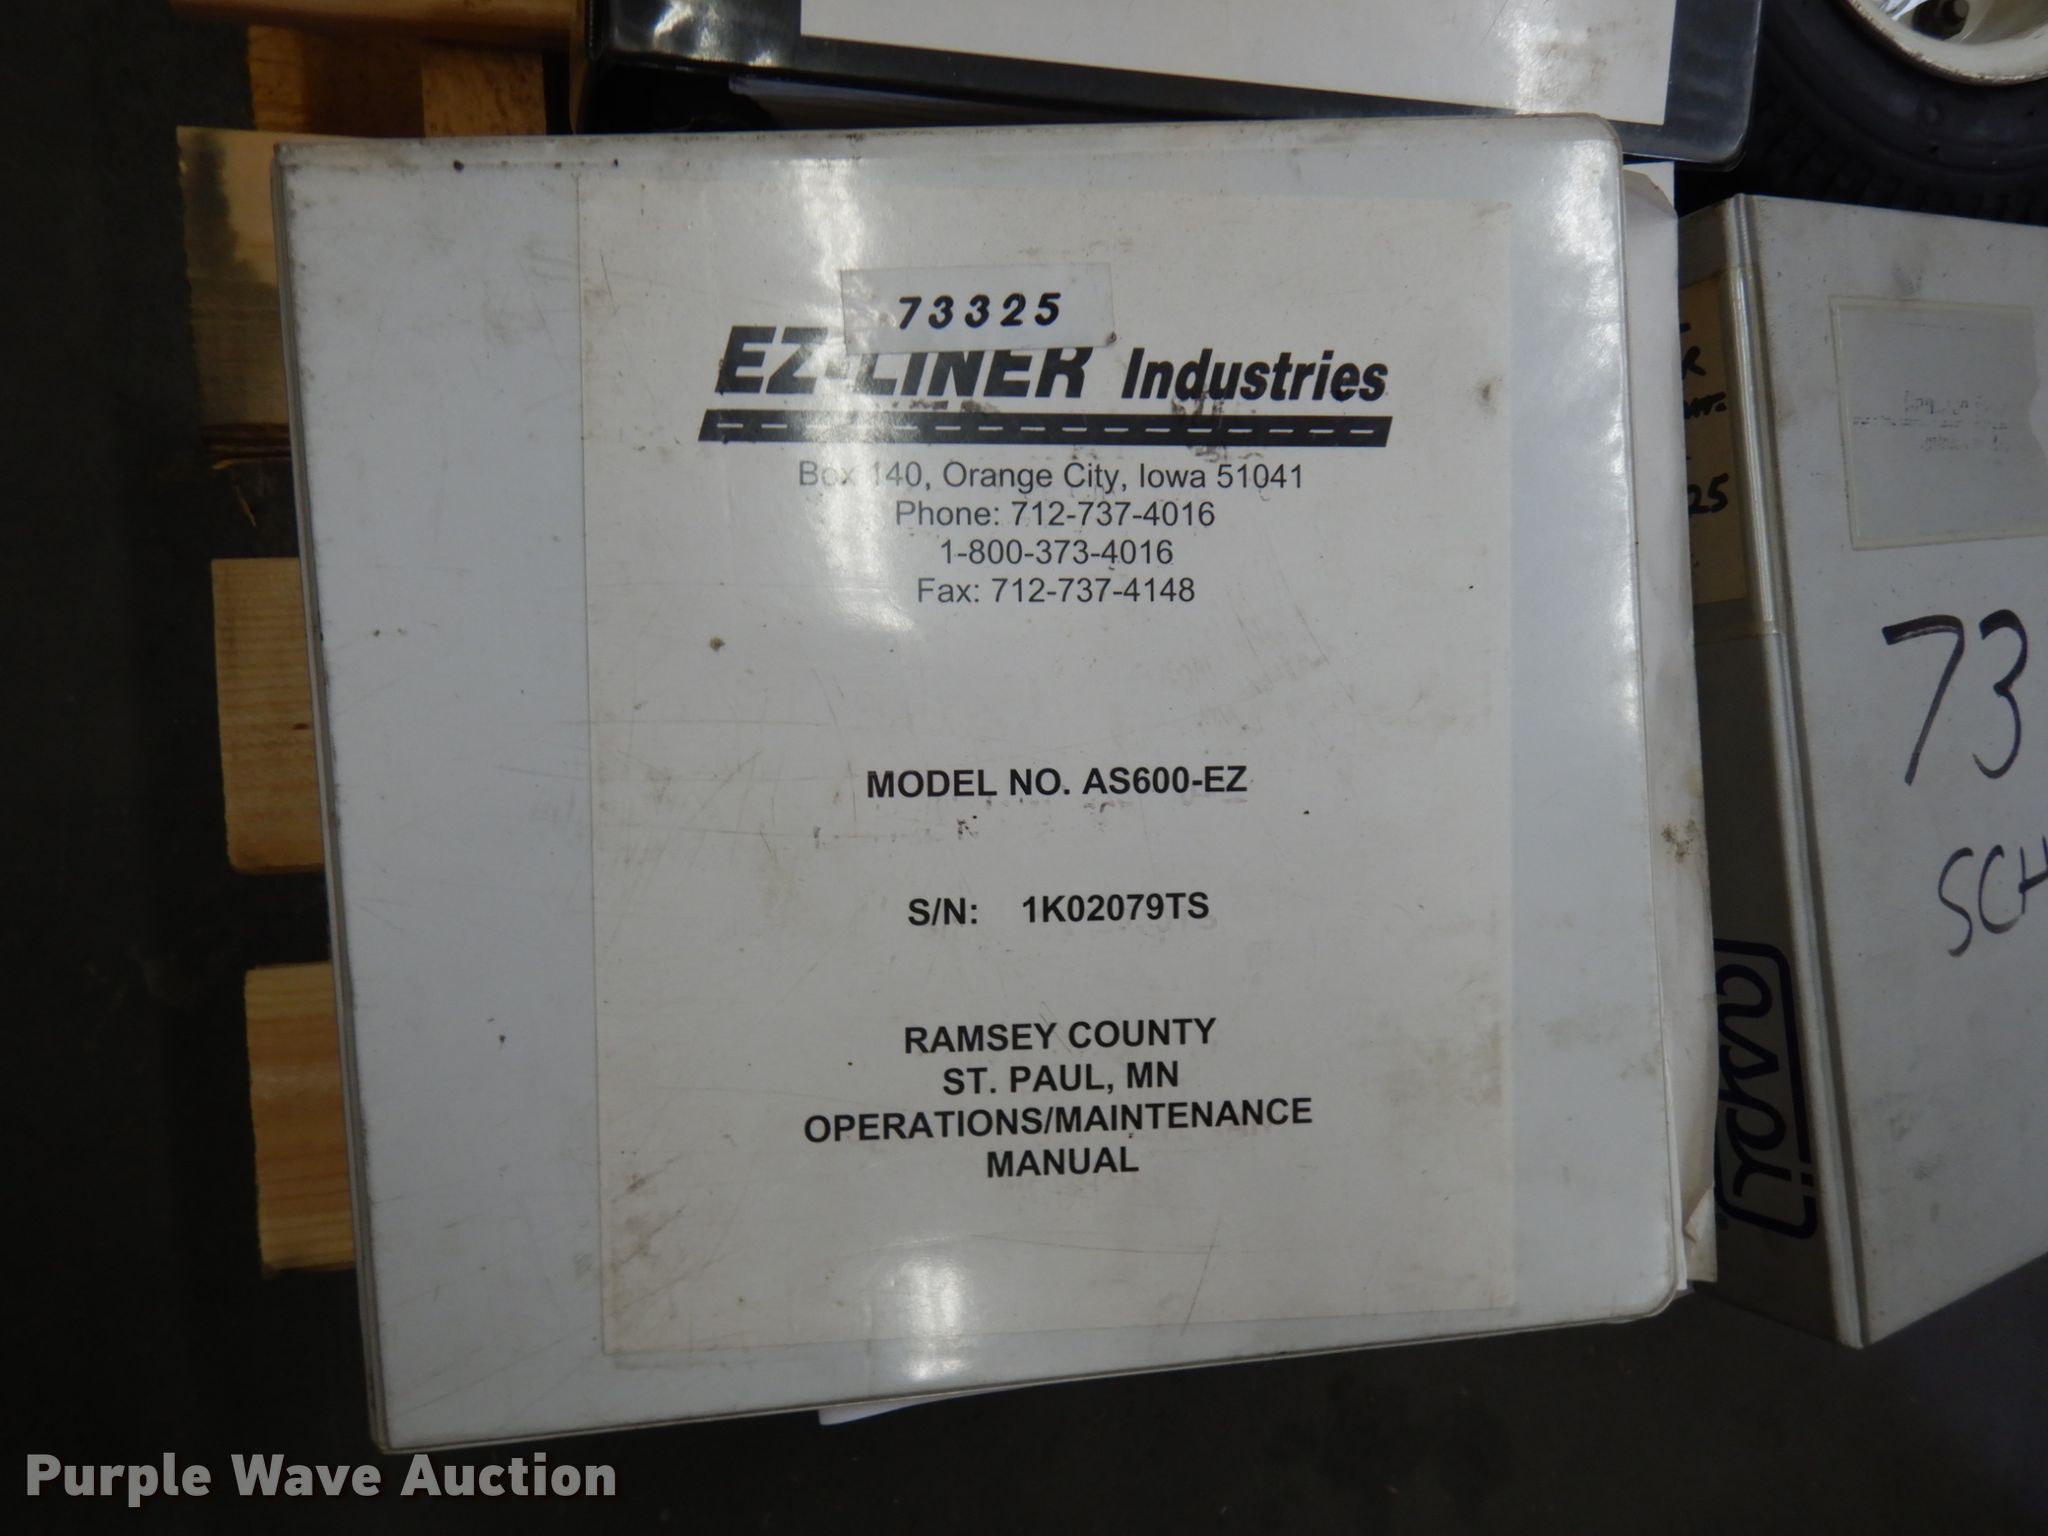 73325
EZ-LINER Industries
Box 140, Orange City, Iowa 51041
Phone: 712-737-4016
1-800-373-4016
Fax: 712-737-4148
MODEL NO. AS600-EZ
S/N: 1K02079TS
RAMSEY COUNTY
ST. PAUL, MN
OPERATIONS/MAINTENANCE
MANUAL
25
73
SCH
aspi
Purple Wave Auction